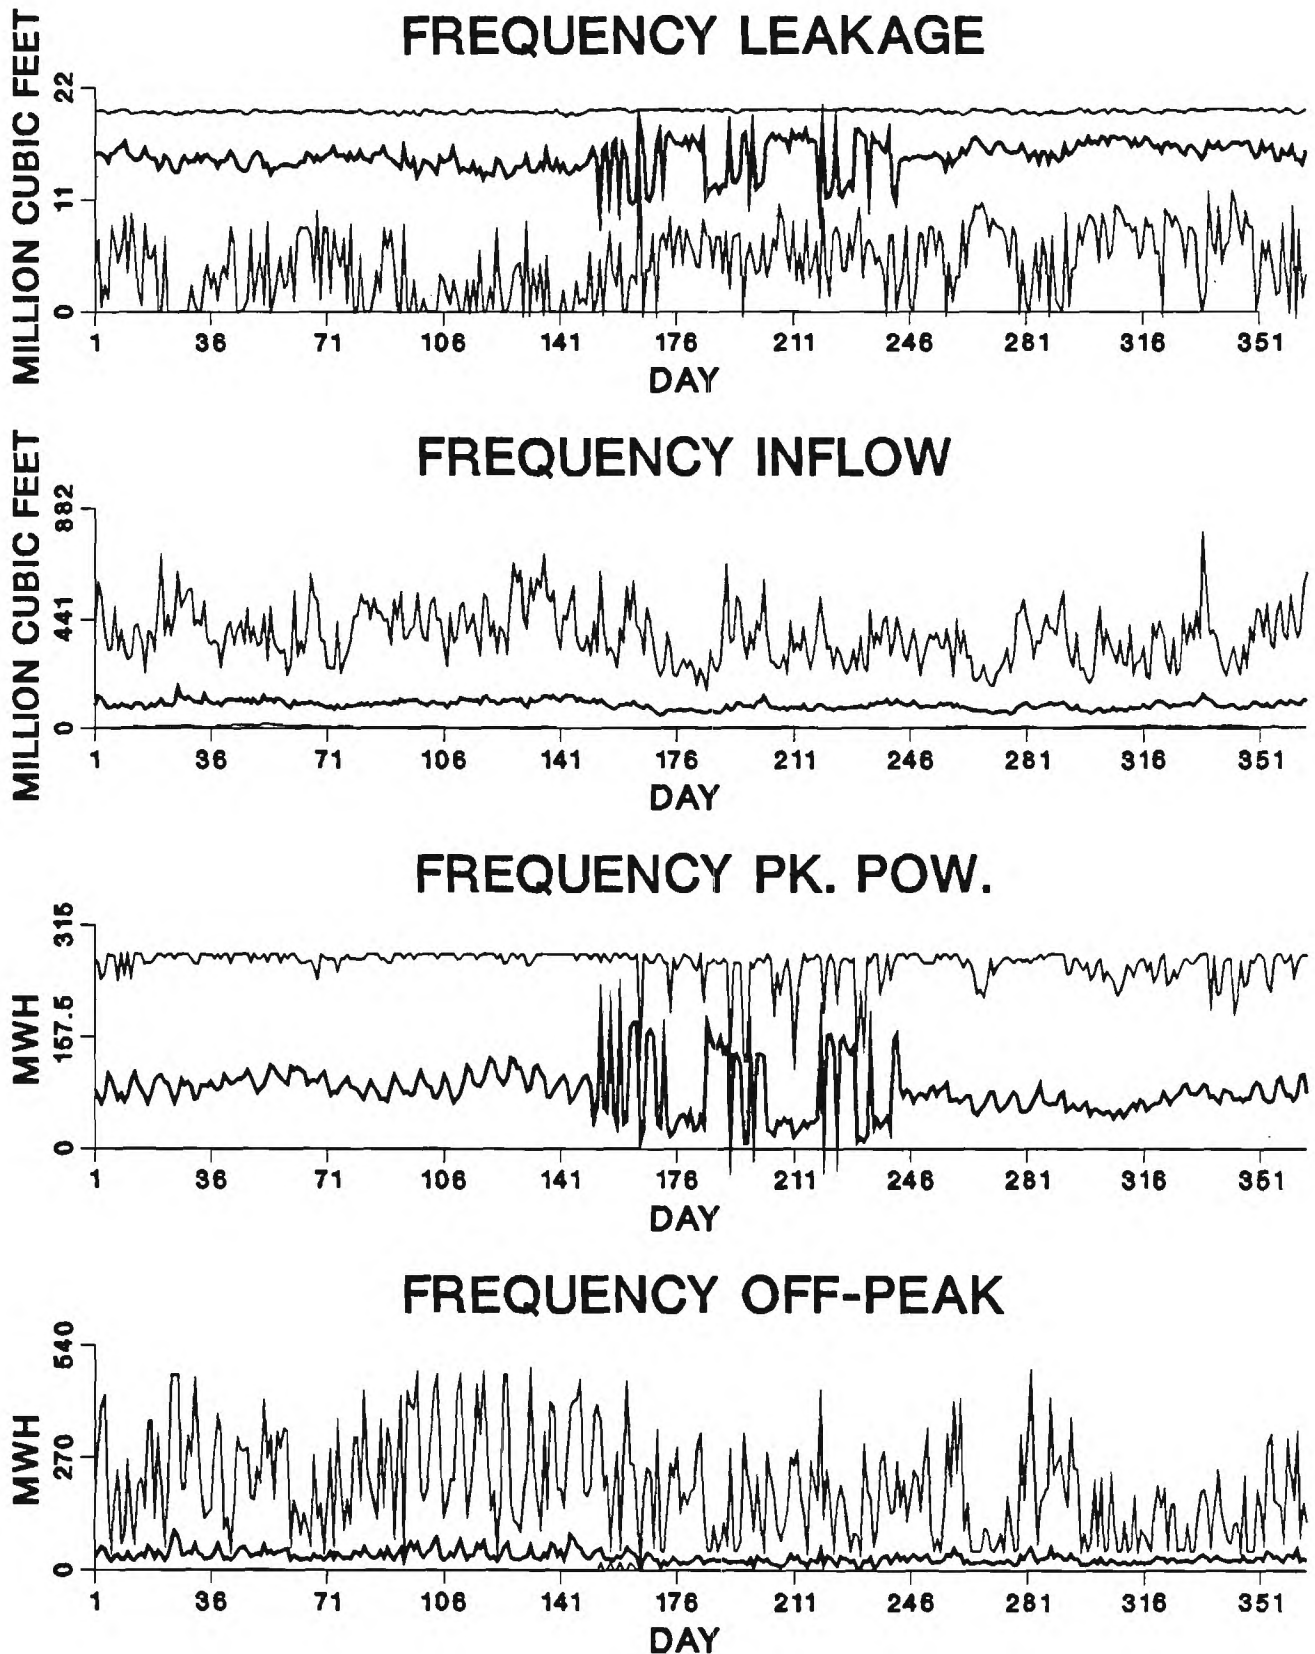 FREQUENCY LEAKAGE
MILLION CUBIC FEET
22
11
0
1 36 71 106 141 176 211 246 281 316 351
DAY
FREQUENCY INFLOW
MILLION CUBIC FEET
882
441
0
1 36 71 106 141 176 211 246 281 316 351
DAY
FREQUENCY PK. POW.
MWH
315
157.5
0
1 36 71 106 141 176 211 246 281 316 351
DAY
FREQUENCY OFF-PEAK
MWH
540
270
0
1 36 71 106 141 176 211 246 281 316 351
DAY